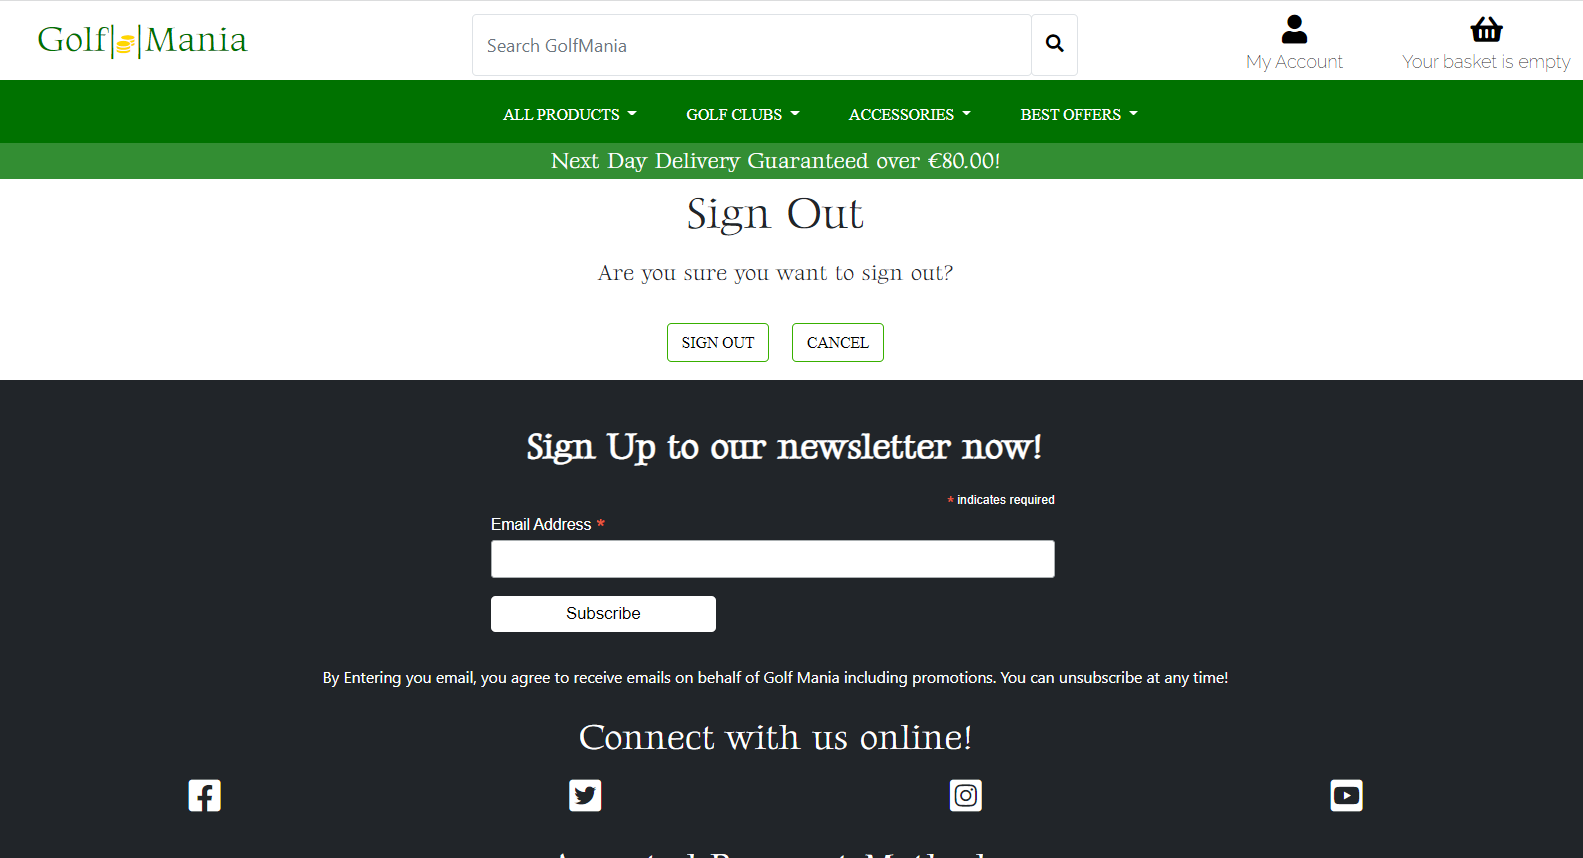 Golf Mania
Search GolfMania
My Account
Your basket is empty
ALL PRODUCTS
GOLF CLUBS
ACCESSORIES
BEST OFFERS
Next Day Delivery Guaranteed over €80.00!
Sign Out
Are you sure you want to sign out?
SIGN OUT
CANCEL
Sign Up to our newsletter now!
* indicates required
Email Address *
Subscribe
By Entering you email, you agree to receive emails on behalf of Golf Mania including promotions. You can unsubscribe at any time!
Connect with us online!